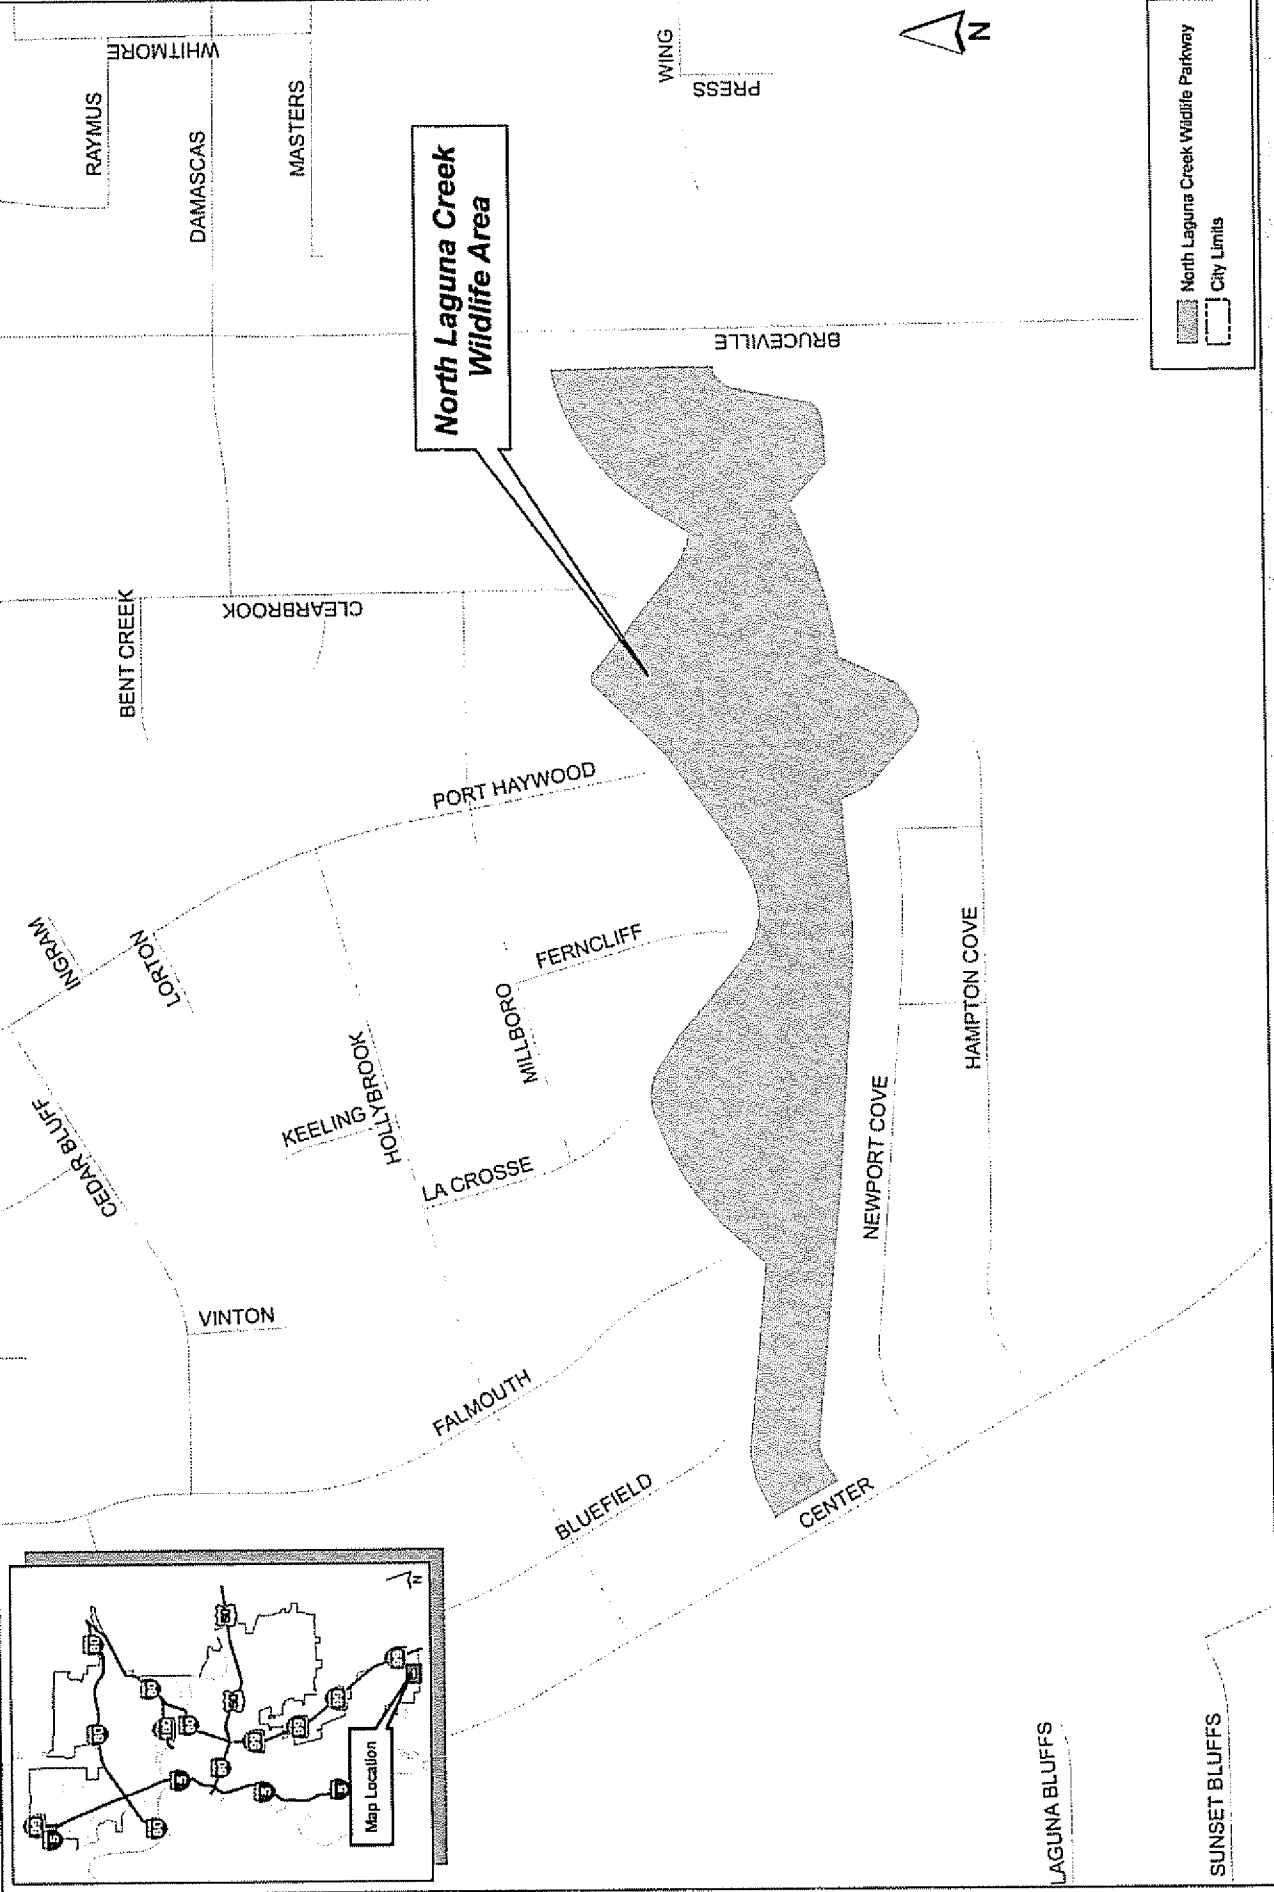 WHITMORE
RAYMUS
DAMASCAS
MASTERS
WING
PRESS
N
North Laguna Creek
Wildlife Area
BRUCEVILLE
North Laguna Creek Wildlife Parkway
City Limits
BENT CREEK
CLEARBROOK
PORT HAYWOOD
INGRAM
LORTON
FERNCLIFF
MILLBORO
HOLLYBROOK
KEELING
CEDAR BLUFF
LA CROSSE
VINTON
FALMOUTH
BLUEFIELD
CENTER
NEWPORT COVE
HAMPTON COVE
LAGUNA BLUFFS
SUNSET BLUFFS
Map Location
N
50
50